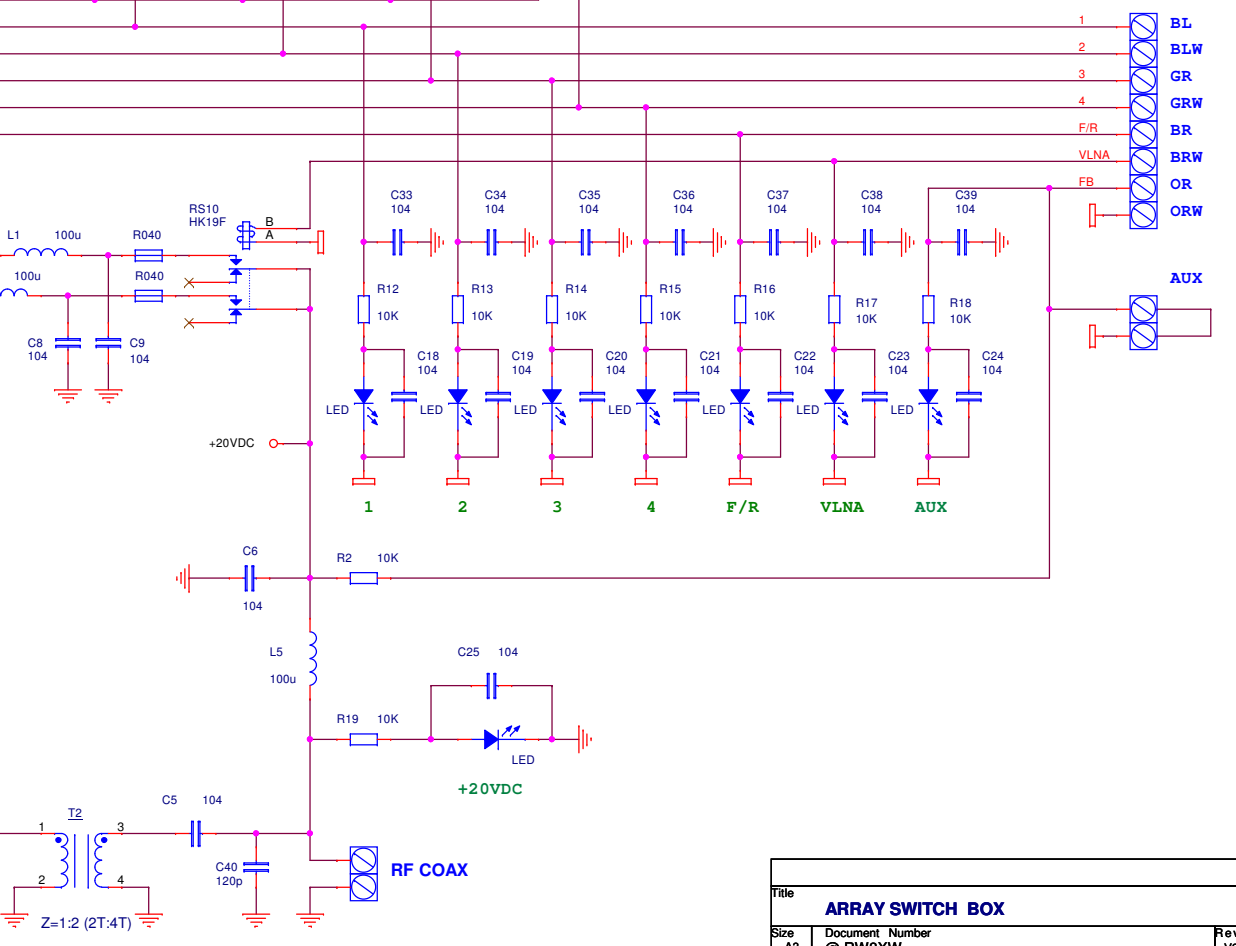 1 BL
2 BLW
3 GR
4 GRW
F/R BR
VLNA BRW
FB OR
ORW
RS10
HK19F
B
A
L1 100u
R040
100u
R040
C8
104
C9
104
C33
104
C34
104
C35
104
C36
104
C37
104
C38
104
C39
104
AUX
R12
10K
R13
10K
R14
10K
R15
10K
R16
10K
R17
10K
R18
10K
C18
104
C19
104
C20
104
C21
104
C22
104
C23
104
C24
104
LED
LED
LED
LED
LED
LED
LED
+20VDC
1 2 3 4 F/R VLNA AUX
C6
104
R2 10K
L5
100u
C25 104
R19 10K
LED
+20VDC
C5 104
T2
1 3
2 4
C40
120p
Z=1:2 (2T:4T)
RF COAX
Title
ARRAY SWITCH BOX
Size Document Number Rev